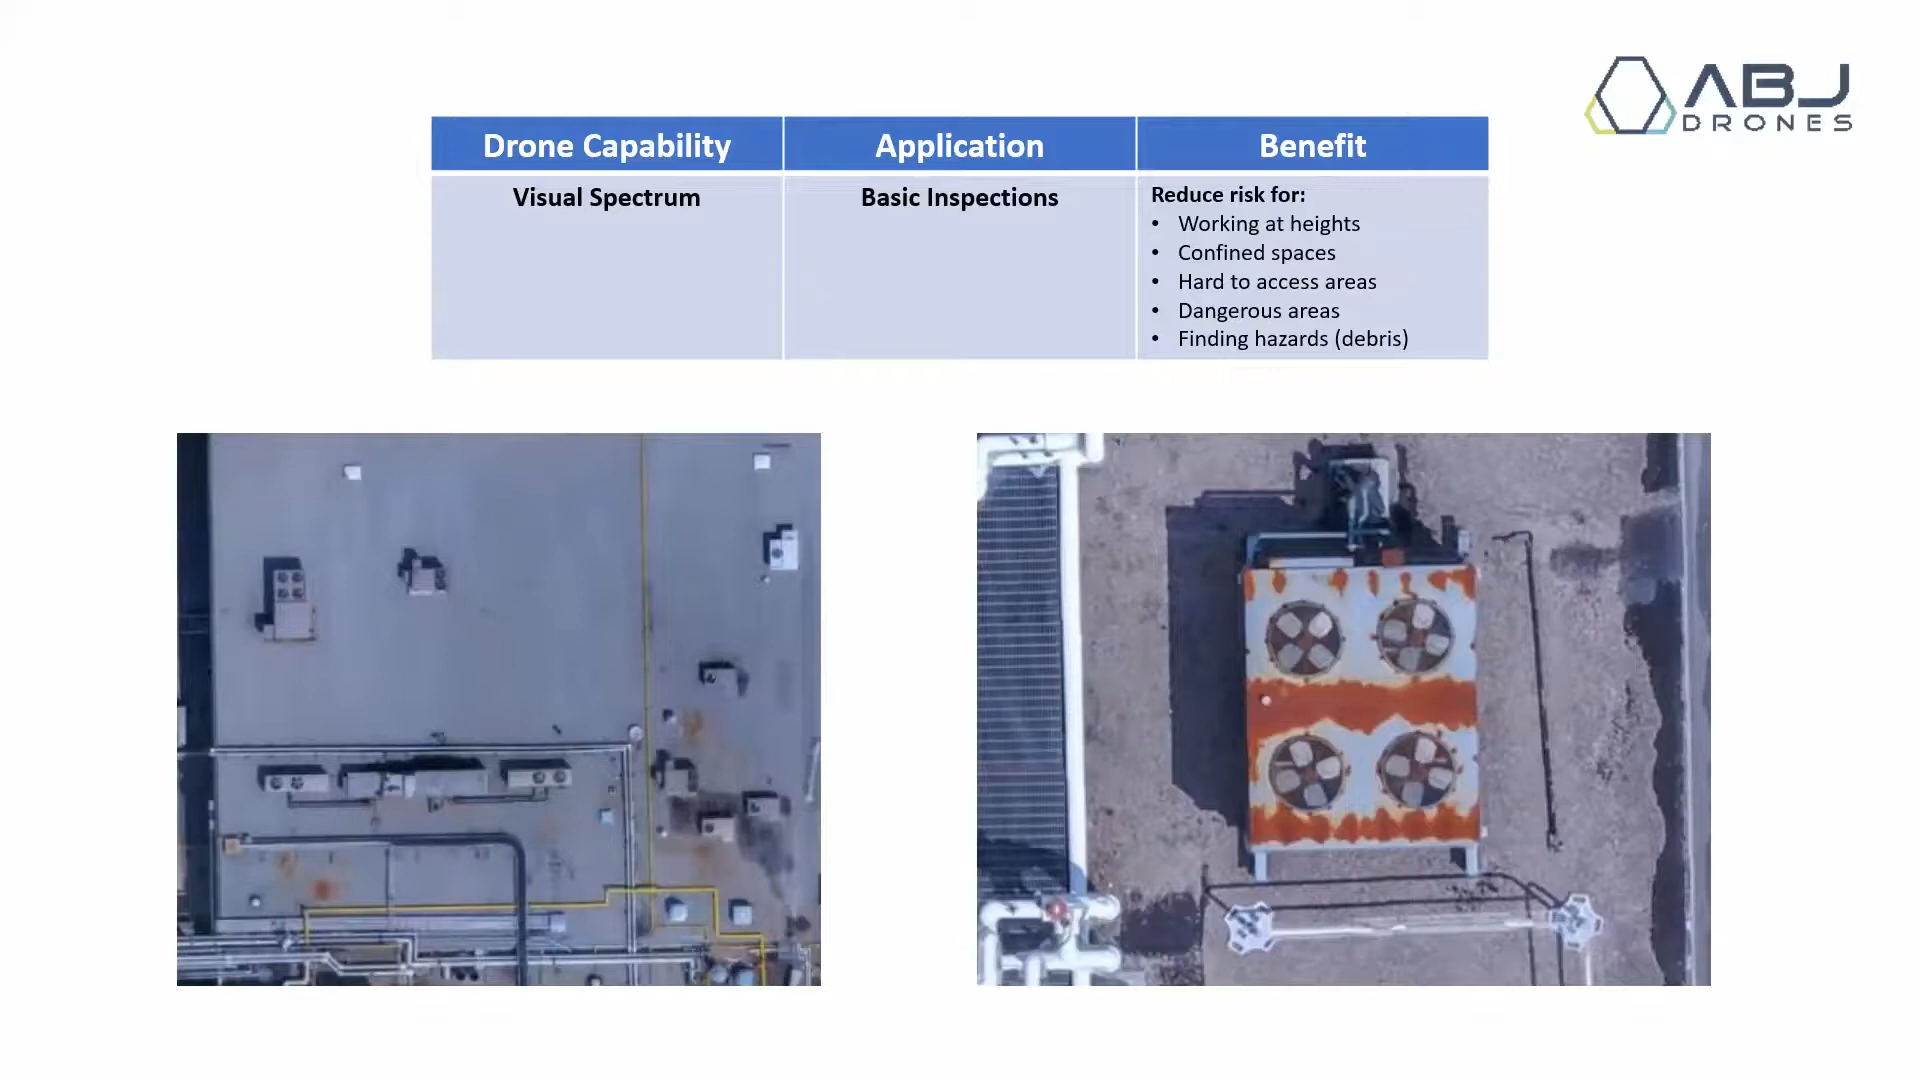 ABJ
DRONES
Drone Capability
Application
Benefit
Visual Spectrum
Basic Inspections
Reduce risk for:
• Working at heights
• Confined spaces
• Hard to access areas
• Dangerous areas
• Finding hazards (debris)